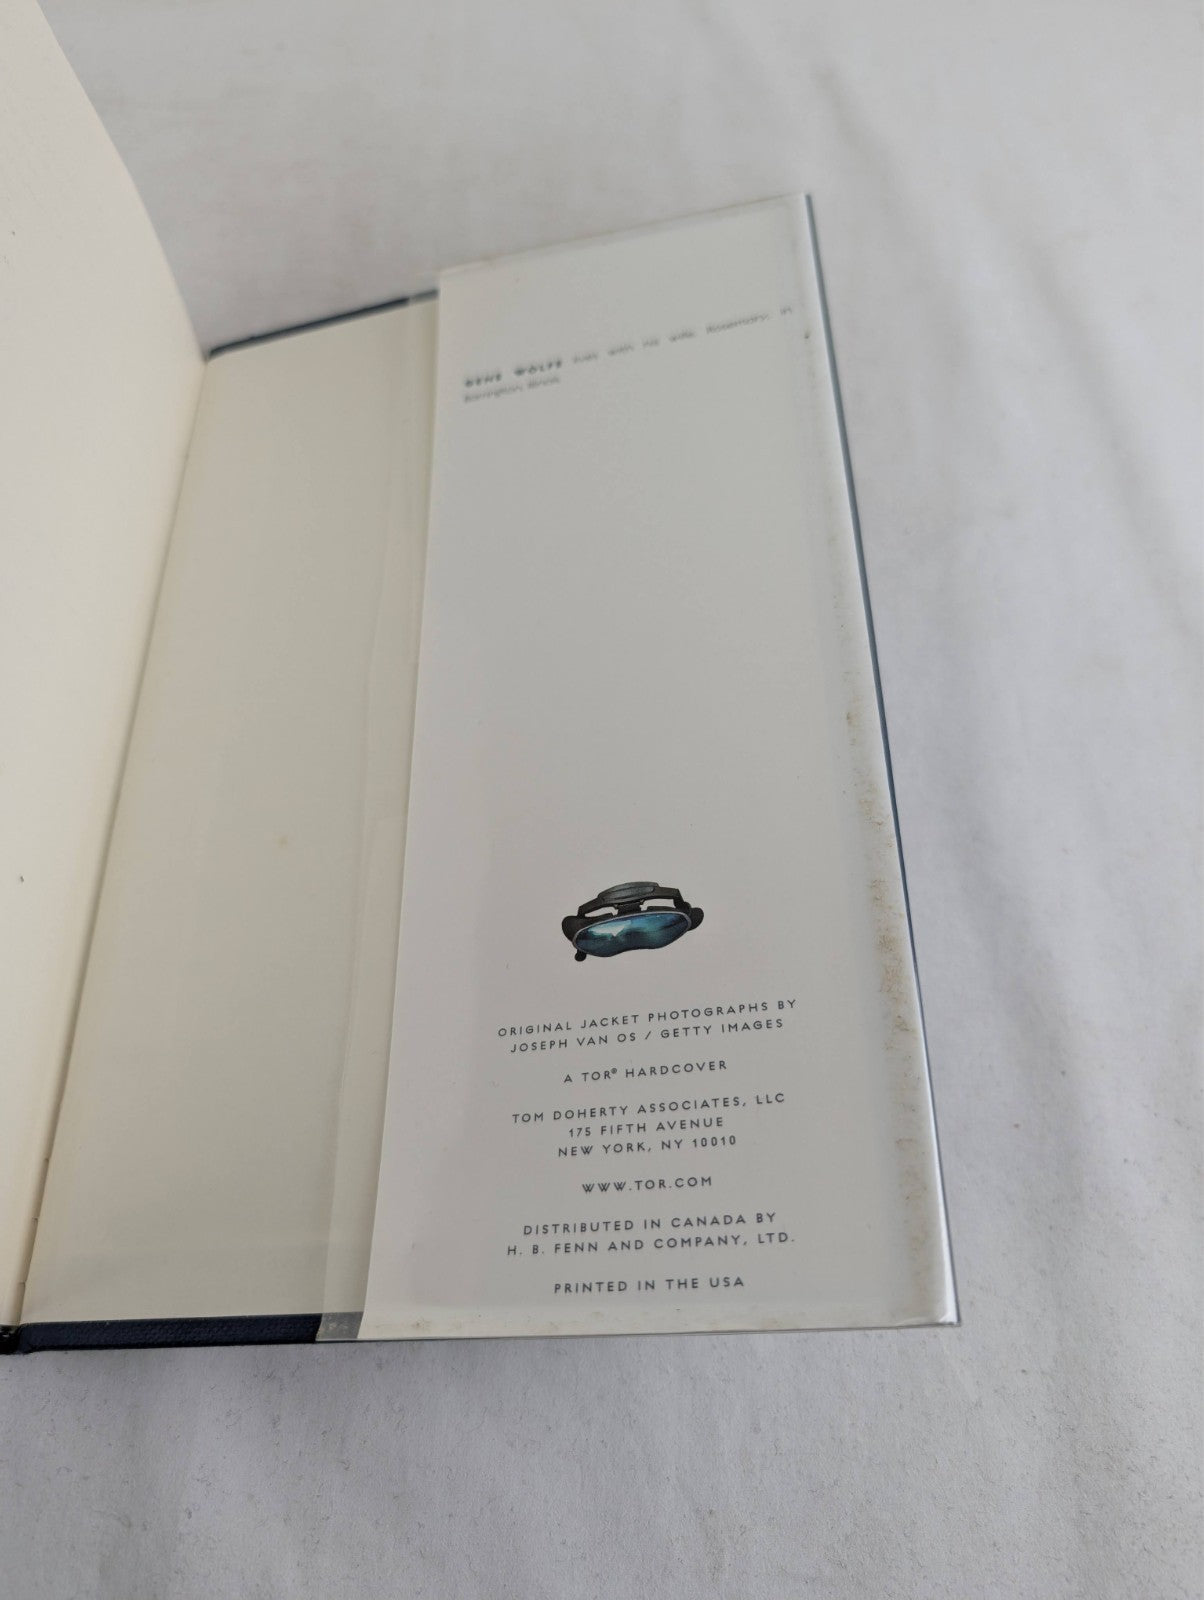 GENE WOLFE lives with his wife, Rosemary, in
Barrington, Illinois.
ORIGINAL JACKET PHOTOGRAPHS BY
JOSEPH VAN OS / GETTY IMAGES
A TOR® HARDCOVER
TOM DOHERTY ASSOCIATES, LLC
175 FIFTH AVENUE
NEW YORK, NY 10010
WWW.TOR.COM
DISTRIBUTED IN CANADA BY
H. B. FENN AND COMPANY, LTD.
PRINTED IN THE USA